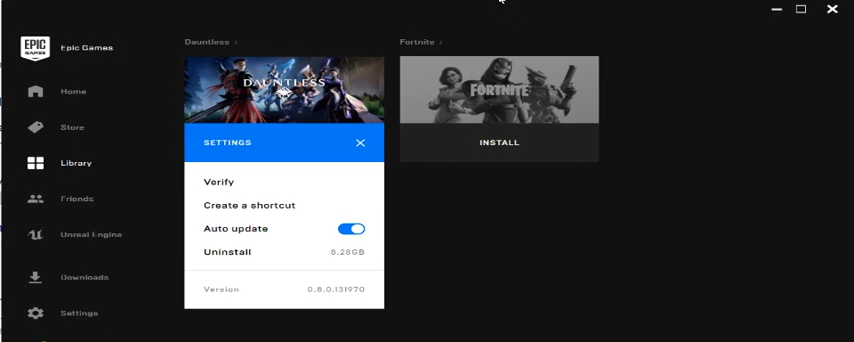 EPIC
GAMES
Epic Games
Home
Store
Library
Friends
Unreal Engine
Downloads
Settings
Dauntless ›
DAUNTLESS
SETTINGS
Verify
Create a shortcut
Auto update
Uninstall 8.28GB
Version 0.8.0.131970
Fortnite ›
FORTNITE
INSTALL